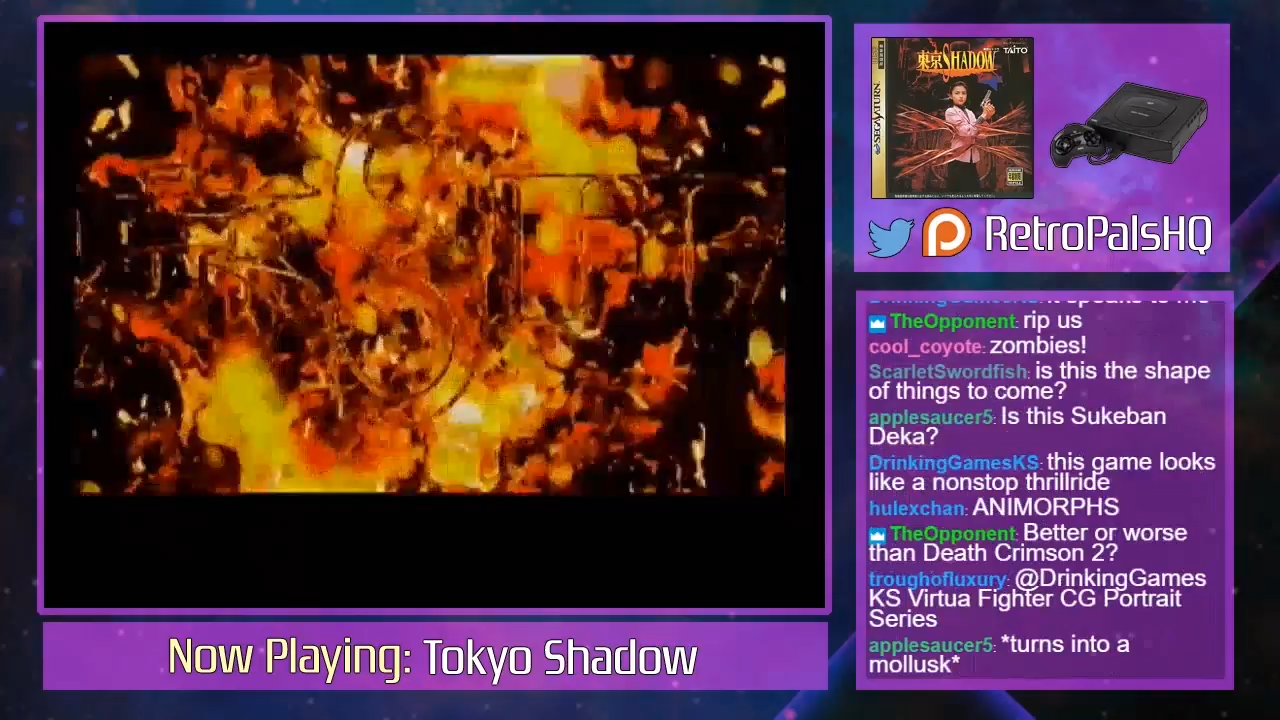 東京SHADOW
TAITO
SEGA SATURN
RetroPalsHQ
TheOpponent: rip us
cool_coyote: zombies!
ScarletSwordfish: is this the shape
of things to come?
applesaucer5: Is this Sukeban
Deka?
DrinkingGamesKS: this game looks
like a nonstop thrillride
hulexchan: ANIMORPHS
TheOpponent: Better or worse
than Death Crimson 2?
troughofluxury: @DrinkingGames
KS Virtua Fighter CG Portrait
Series
applesaucer5: *turns into a
mollusk*
Now Playing: Tokyo Shadow